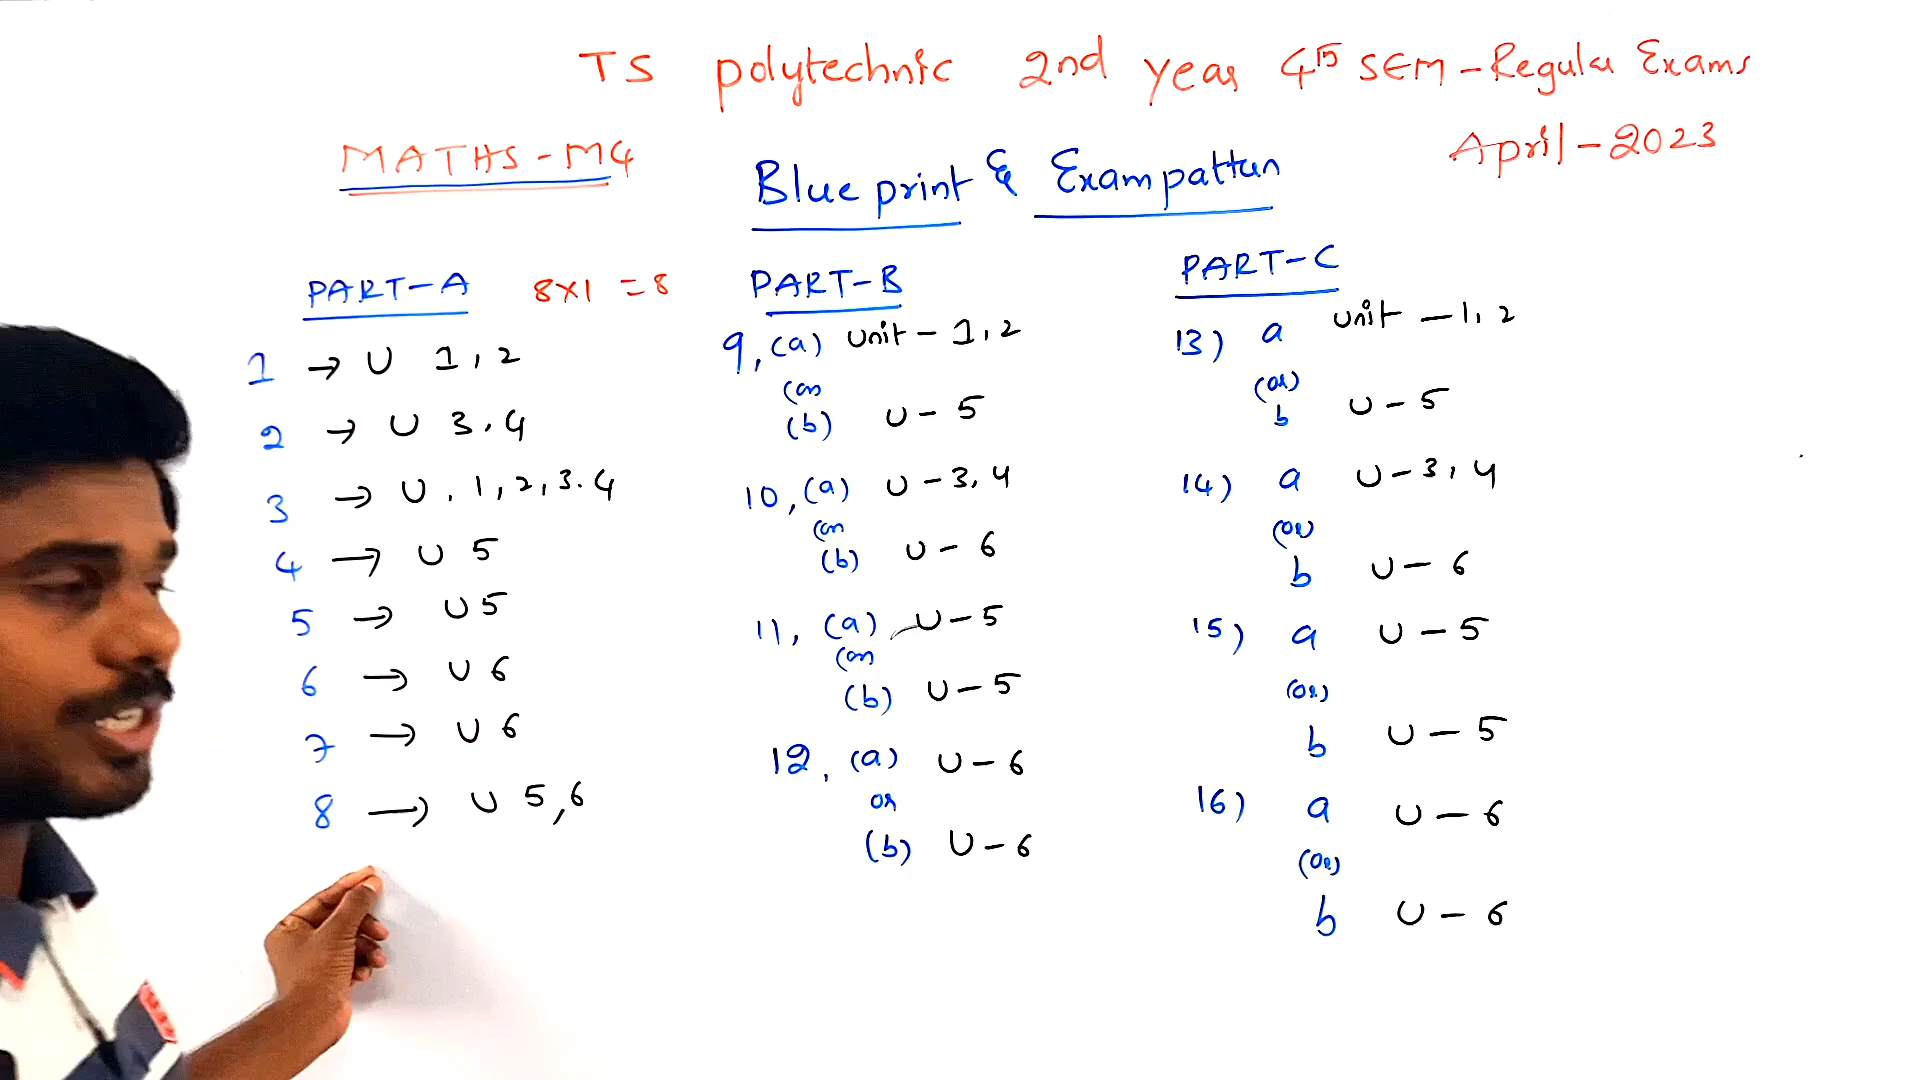 TS polytechnic 2nd year 4th SEM - Regular Exams
April - 2023
MATHS - M4
Blue print & Exam pattern
PART-A 8x1 = 8
1 → U 1, 2
2 → U 3, 4
3 → U. 1, 2, 3. 4
4 → U 5
5 → U 5
6 → U 6
7 → U 6
8 → U 5, 6
PART-B
9, (a) Unit - 1, 2
(or
(b) U - 5
10, (a) U - 3, 4
(or
(b) U - 6
11, (a) U - 5
(or
(b) U - 5
12, (a) U - 6
or
(b) U - 6
PART-C
13) a Unit - 1, 2
(or)
b U - 5
14) a U - 3, 4
(or)
b U - 6
15) a U - 5
(or)
b U - 5
16) a U - 6
(or)
b U - 6